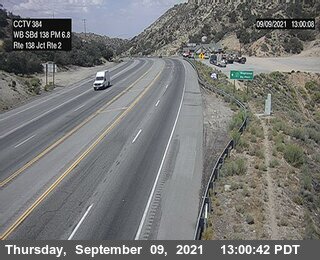 CCTV 384
WB SBd 138 PM 6.8
Rte 138 Jct Rte 2
09/09/2021 13:00:08
Thursday, September 09, 2021 13:00:42 PDT